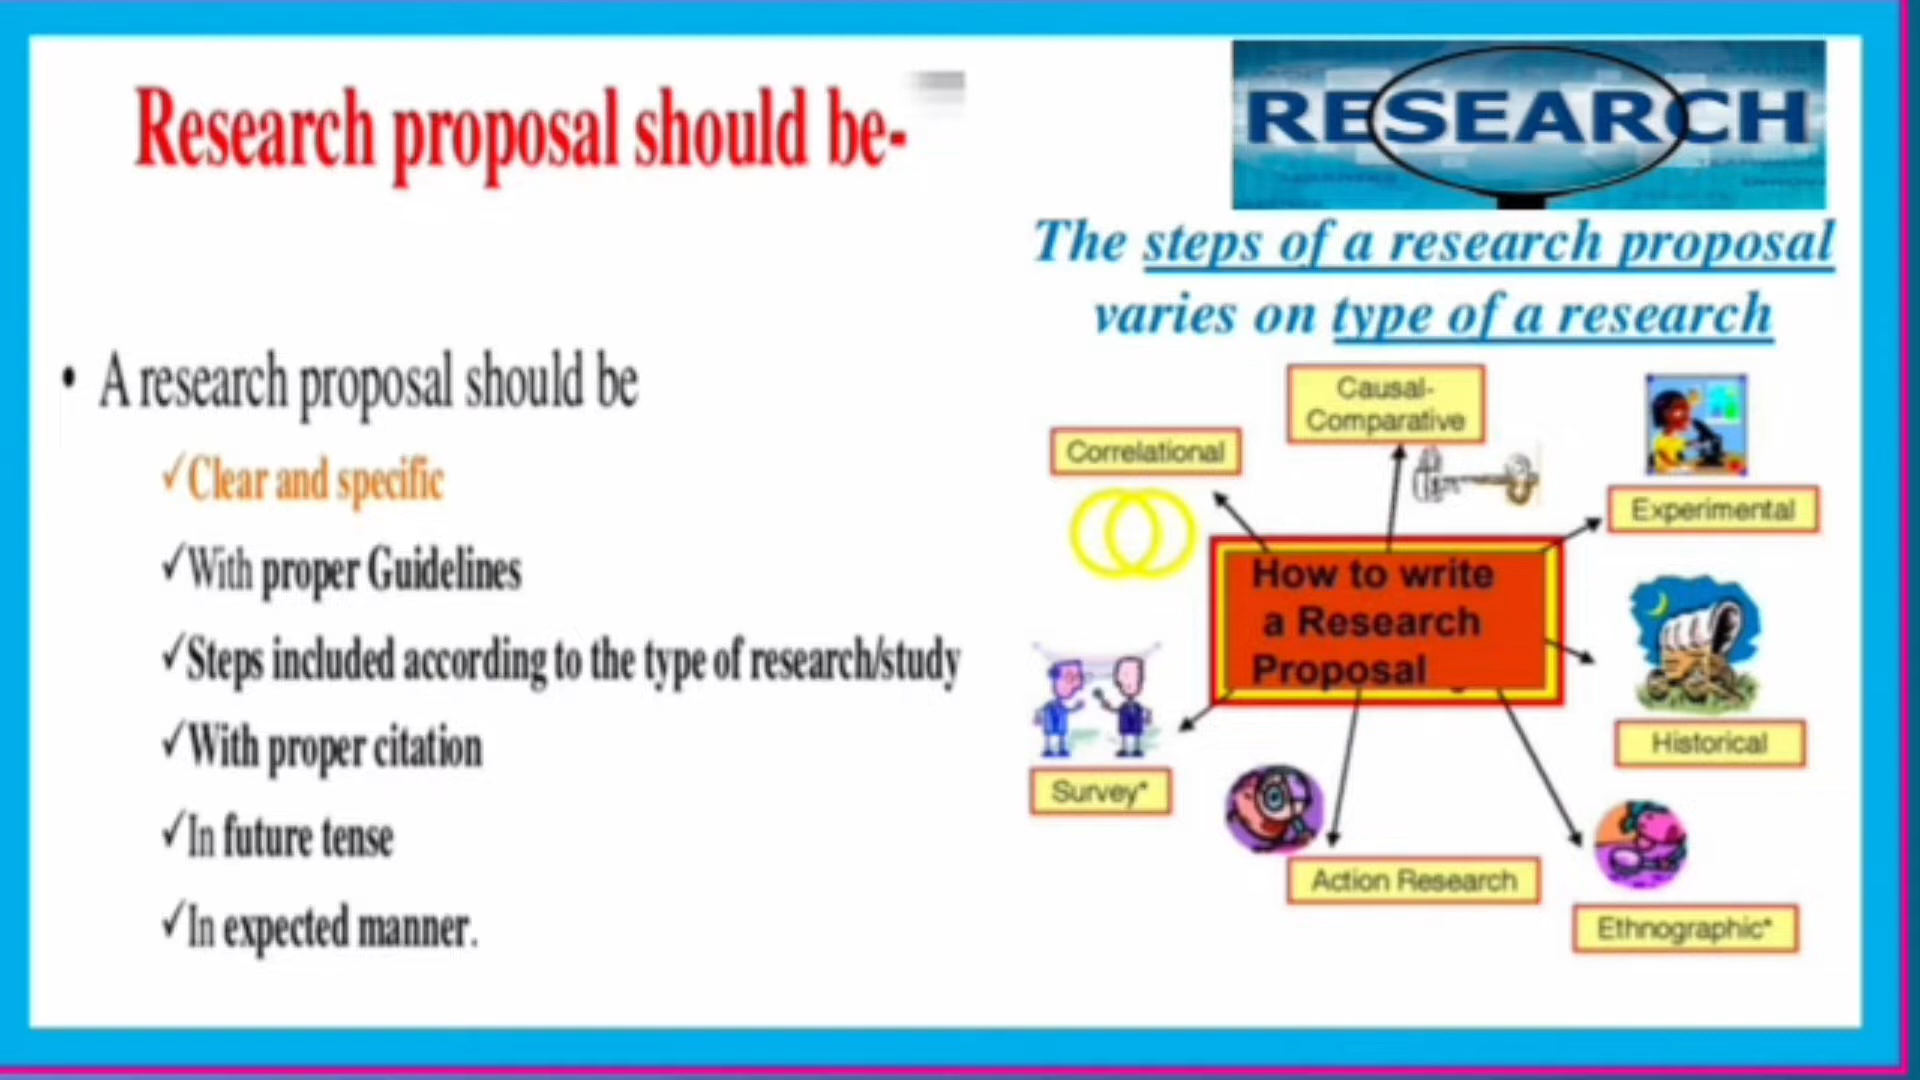 Research proposal should be-
• A research proposal should be
✓Clear and specific
✓With proper Guidelines
✓Steps included according to the type of research/study
✓With proper citation
✓In future tense
✓In expected manner.
RESEARCH
The steps of a research proposal
varies on type of a research
Causal-
Comparative
Correlational
Experimental
How to write
a Research
Proposal
Historical
Survey*
Action Research
Ethnographic*